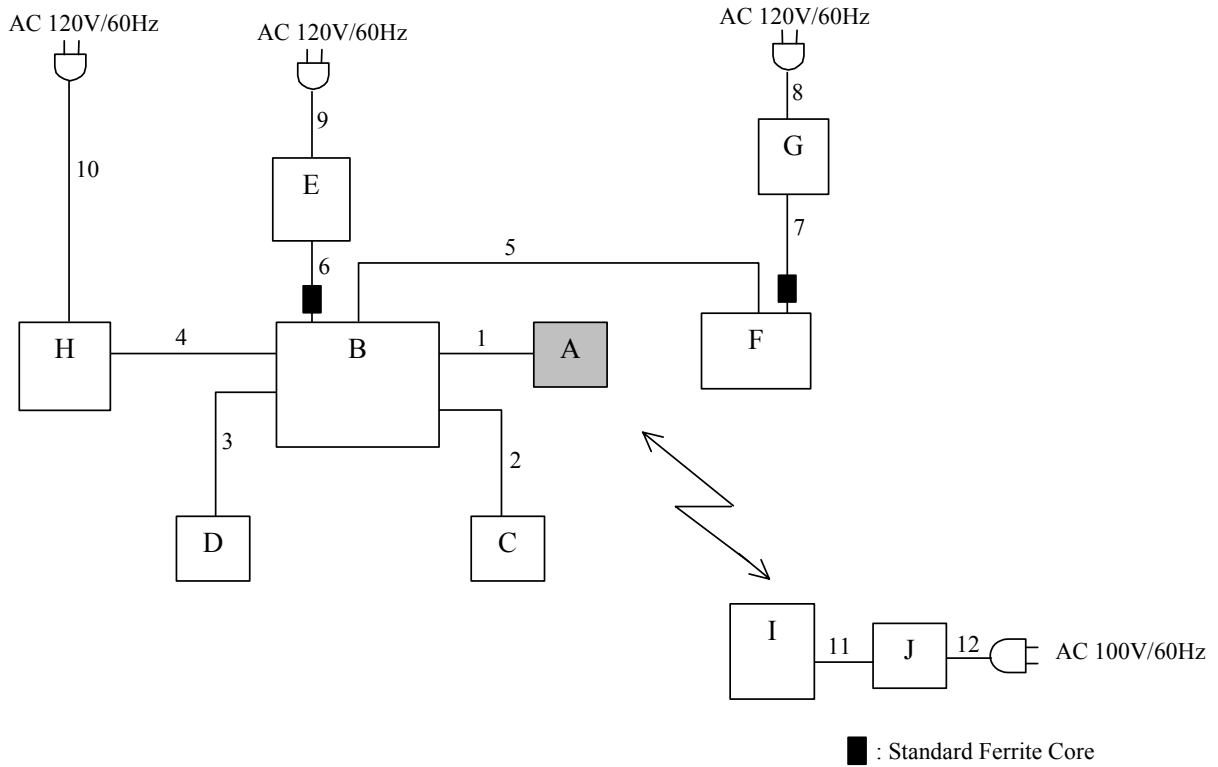 AC 120V/60Hz
AC 120V/60Hz
AC 120V/60Hz
8
9
G
10
E
7
5
6
H
4
B
1
A
F
3
2
D
C
I
11
J
12
AC 100V/60Hz
: Standard Ferrite Core